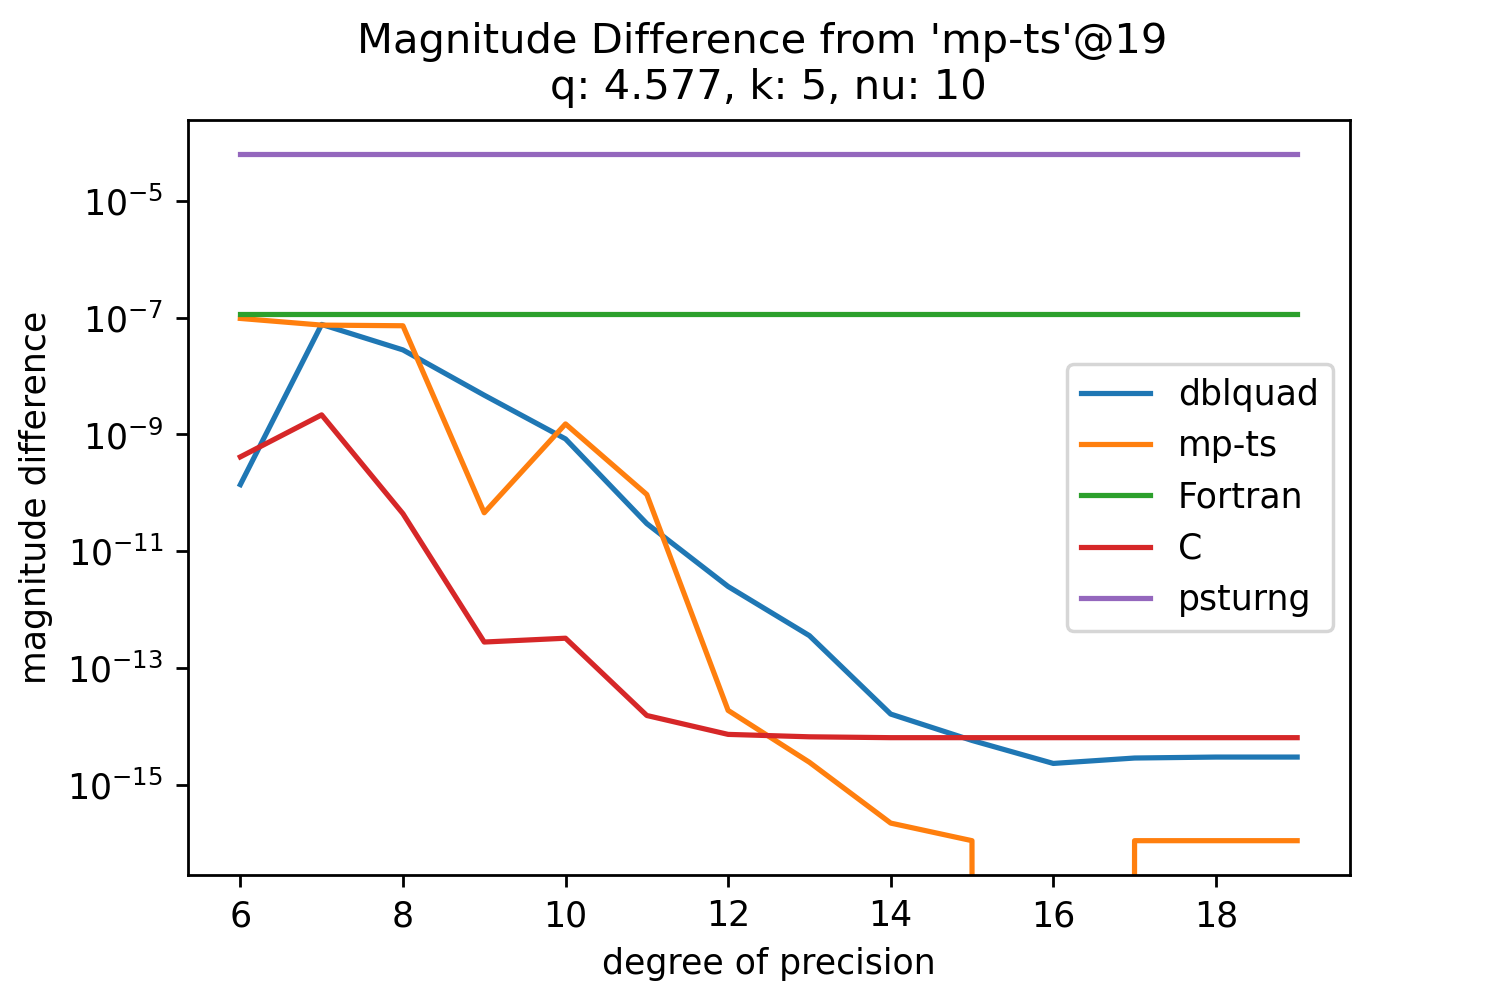 Magnitude Difference from 'mp-ts'@19
q: 4.577, k: 5, nu: 10
magnitude difference
10⁻⁵
10⁻⁷
10⁻⁹
10⁻¹¹
10⁻¹³
10⁻¹⁵
dblquad
mp-ts
Fortran
C
psturng
6 8 10 12 14 16 18
degree of precision